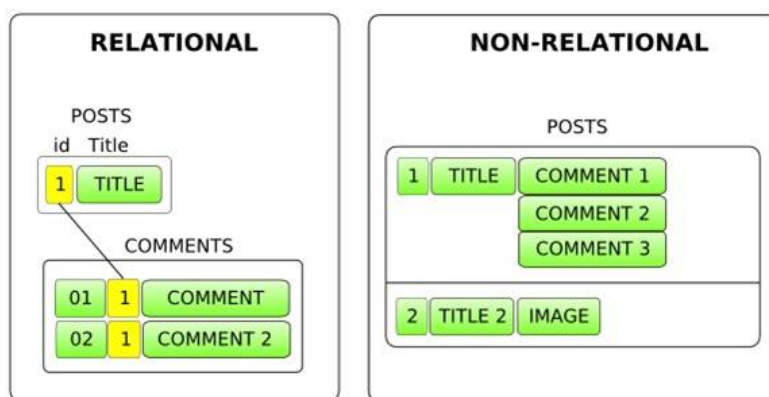 RELATIONAL
POSTS
id Title
1 TITLE
COMMENTS
01 1 COMMENT
02 1 COMMENT 2
NON-RELATIONAL
POSTS
1 TITLE COMMENT 1
COMMENT 2
COMMENT 3
2 TITLE 2 IMAGE